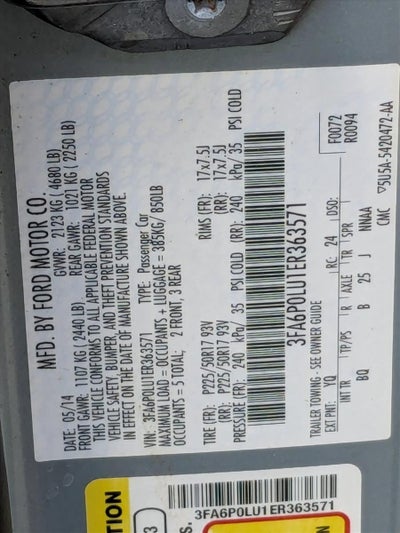 MFD. BY FORD MOTOR CO.
DATE: 05/14 GVWR: 2123 KG ( 4680 LB)
FRONT GAWR: 1107 KG ( 2440 LB) REAR GAWR: 1021 KG ( 2250 LB)
THIS VEHICLE CONFORMS TO ALL APPLICABLE FEDERAL MOTOR
VEHICLE SAFETY, BUMPER, AND THEFT PREVENTION STANDARDS
IN EFFECT ON THE DATE OF MANUFACTURE SHOWN ABOVE.
VIN: 3FA6P0LU1ER363571 TYPE: Passenger Car
MAXIMUM LOAD = OCCUPANTS + LUGGAGE = 385KG/ 850LB
OCCUPANTS = 5 TOTAL: 2 FRONT, 3 REAR
TIRE (FR): P225/50R17 93V RIMS (FR): 17x7.5J
(RR): P225/50R17 93V (RR): 17x7.5J
PRESSURE (FR): 240 kPa/ 35 PSI COLD (RR): 240 kPa/ 35 PSI COLD
3FA6P0LU1ER363571
TRAILER TOWING - SEE OWNER GUIDE
F0072
R0094
EXT PNT: YQ RC: 24 DSO:
INT TR TP/PS R AXLE TR SPR
BQ B 25 J NNAA
CMC 5U5A-5420472-AA
TION
3
s.
3FA6P0LU1ER363571